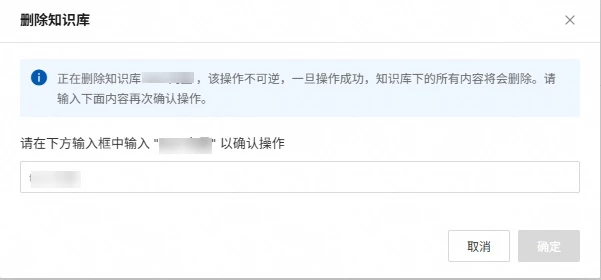 删除知识库
正在删除知识库 ，该操作不可逆，一旦操作成功，知识库下的所有内容将会删除。请
输入下面内容再次确认操作。
请在下方输入框中输入 " " 以确认操作
取消
确定